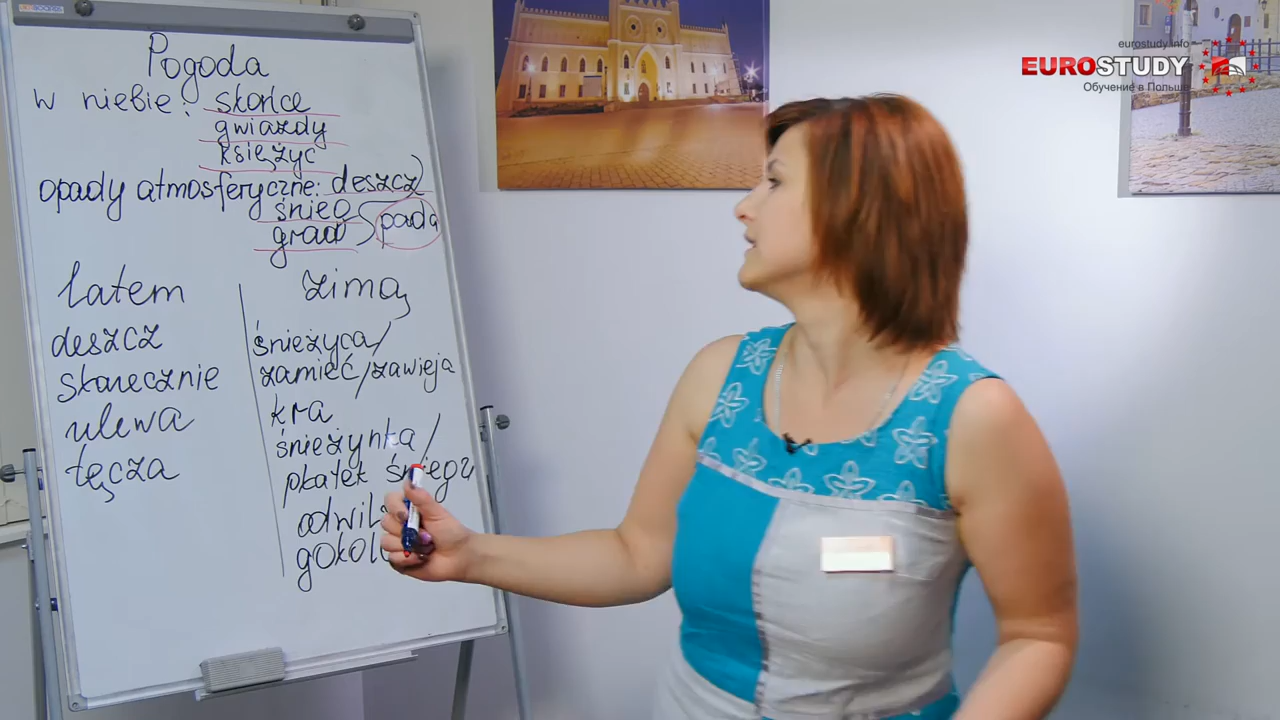 Pogoda
w niebie: słońce
gwiazdy
księżyc
opady atmosferyczne: deszcz
śnieg
grad
pada
latem
deszcz
słonecznie
ulewa
tęcza
zimą
śnieżyca/
zamieć/zawieja
kra
śnieżynka/
płatek śniegu
eurostudy.info
EUROSTUDY
Обучение в Польше